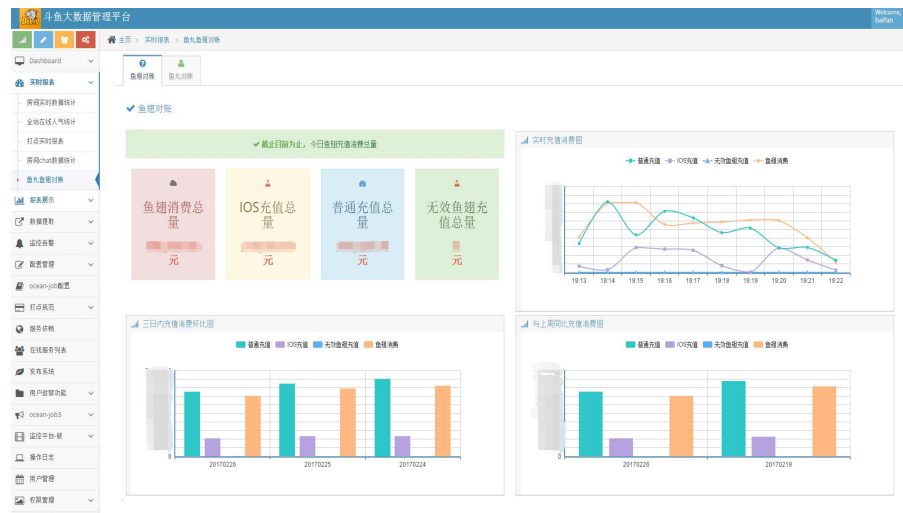 斗鱼大数据管理平台
Welcome,
baifan
主页 > 实时报表 > 鱼丸鱼翅对账
Dashboard
实时报表
房间实时数据统计
全站在线人气统计
打点实时报表
房间chat数据统计
鱼丸鱼翅对账
报表展示
数据提取
监控告警
配置管理
ocean-job配置
打点规范
服务依赖
在线服务列表
发布系统
用户封禁功能
ocean-job3
监控平台-新
操作日志
用户管理
权限管理
鱼翅对账
鱼丸对账
鱼翅对账
截止目前为止，今日鱼翅充值消费总量
鱼翅消费总量
元
IOS充值总量
元
普通充值总量
元
无效鱼翅充值总量
元
实时充值消费图
普通充值 IOS充值 无效鱼翅充值 鱼翅消费
19:13 19:14 19:15 19:16 19:17 19:18 19:19 19:20 19:21 19:22
三日内充值消费环比图
普通充值 IOS充值 无效鱼翅充值 鱼翅消费
0
20170226 20170225 20170224
与上周同比充值消费图
普通充值 IOS充值 无效鱼翅充值 鱼翅消费
0
20170226 20170219